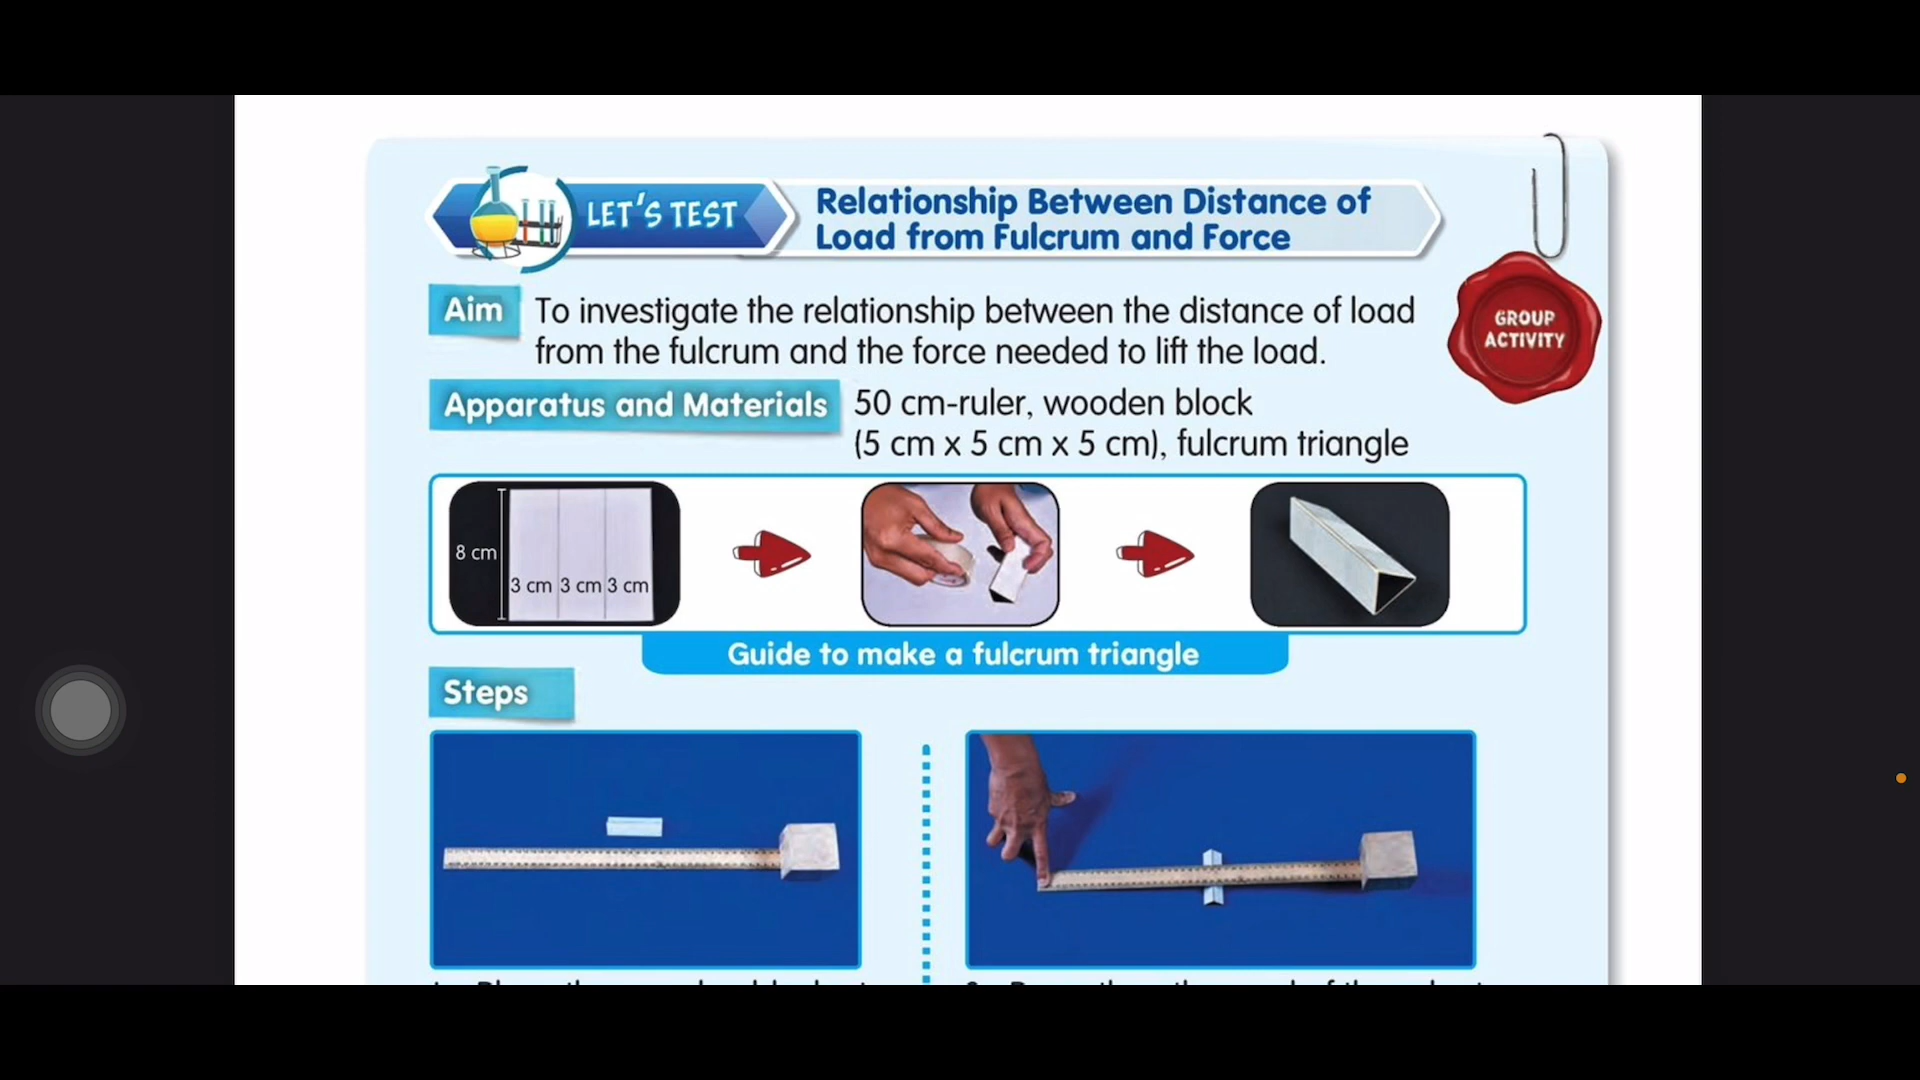 LET'S TEST
Relationship Between Distance of
Load from Fulcrum and Force
Aim
To investigate the relationship between the distance of load
from the fulcrum and the force needed to lift the load.
GROUP
ACTIVITY
Apparatus and Materials
50 cm-ruler, wooden block
(5 cm x 5 cm x 5 cm), fulcrum triangle
8 cm
3 cm 3 cm 3 cm
Guide to make a fulcrum triangle
Steps